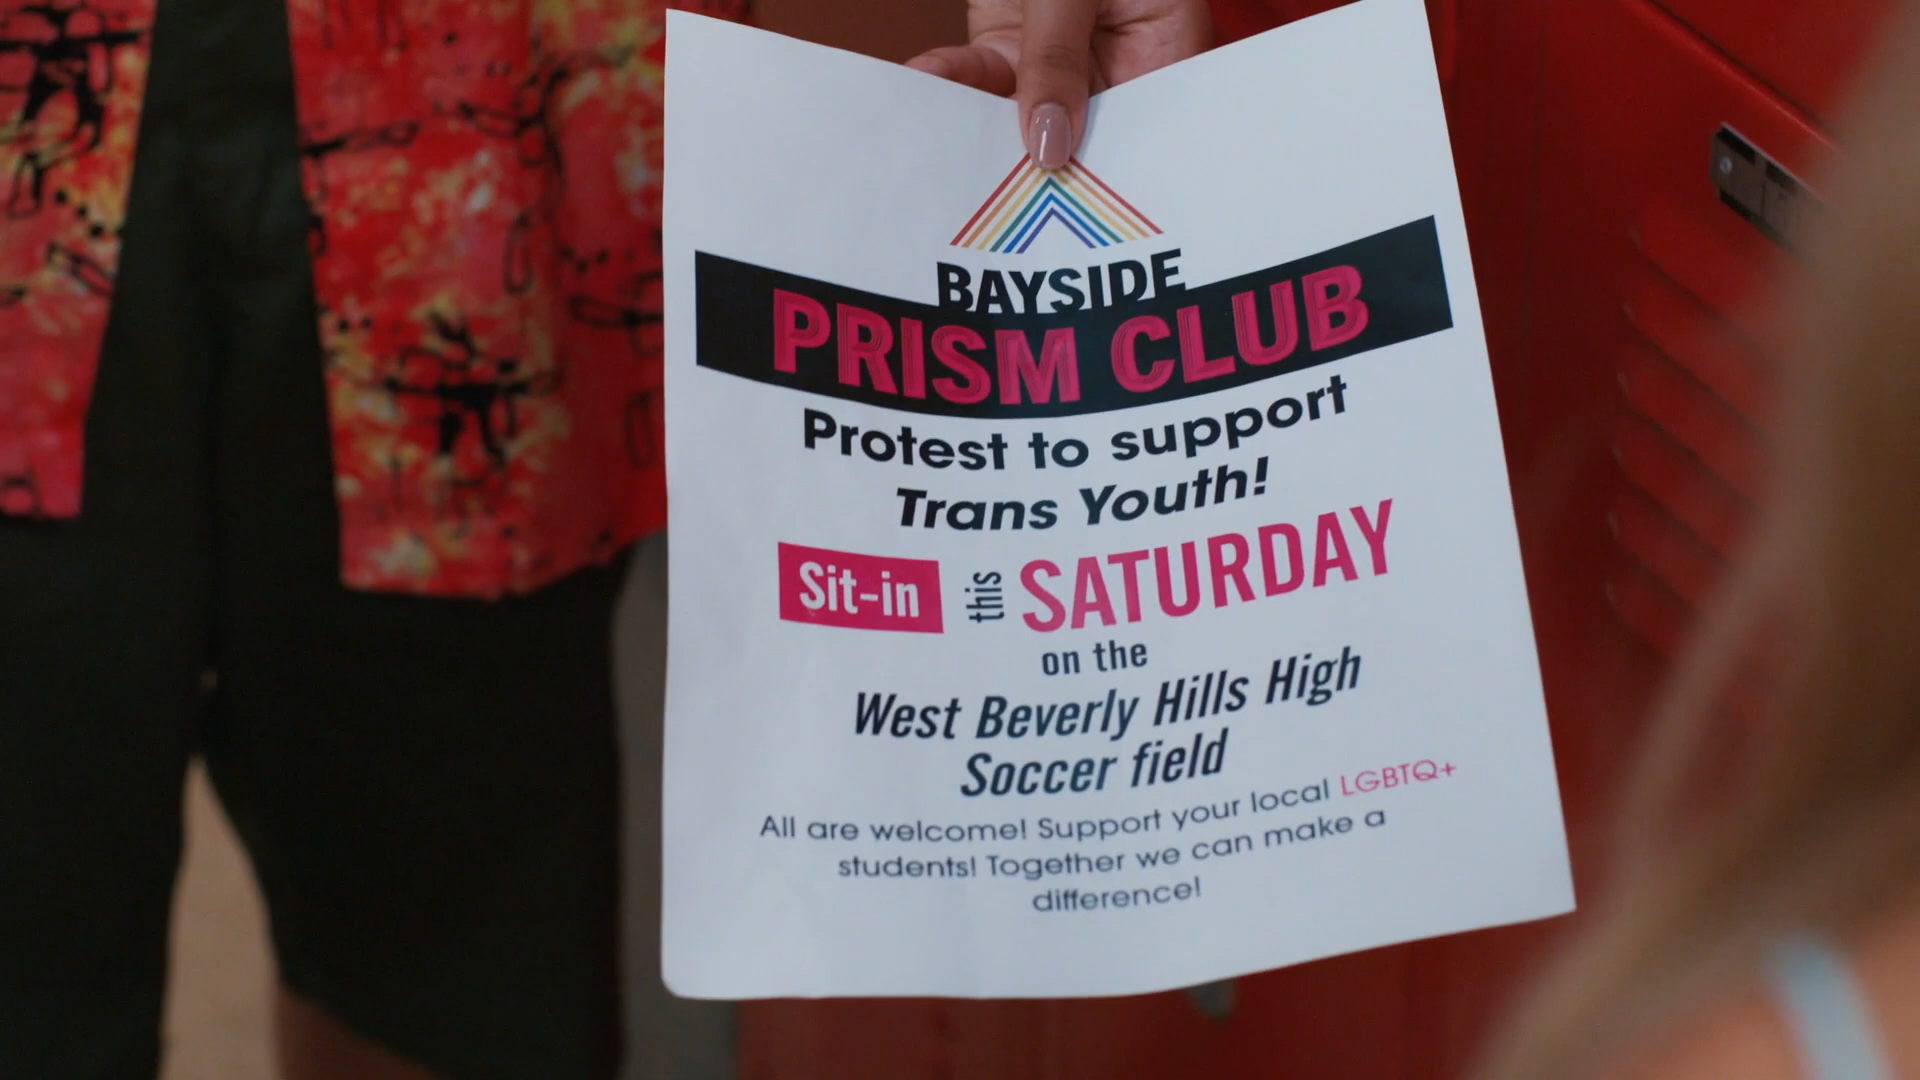 BAYSIDE
PRISM CLUB
Protest to support
Trans Youth!
Sit-in this SATURDAY
on the
West Beverly Hills High
Soccer field
All are welcome! Support your local LGBTQ+
students! Together we can make a
difference!